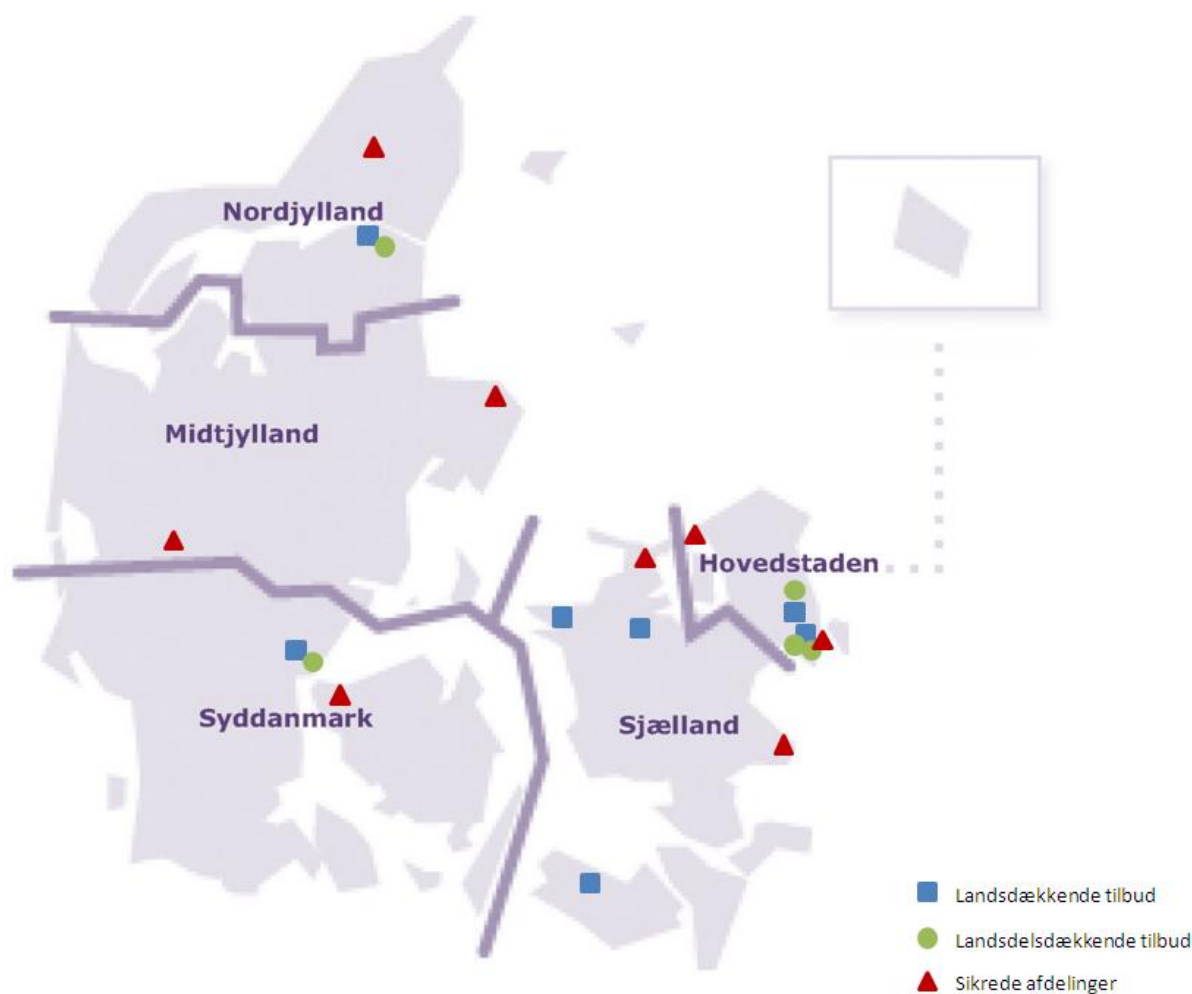 Nordjylland
Midtjylland
Hovedstaden
Syddanmark
Sjælland
Landsdækkende tilbud
Landsdelsdækkende tilbud
Sikrede afdelinger